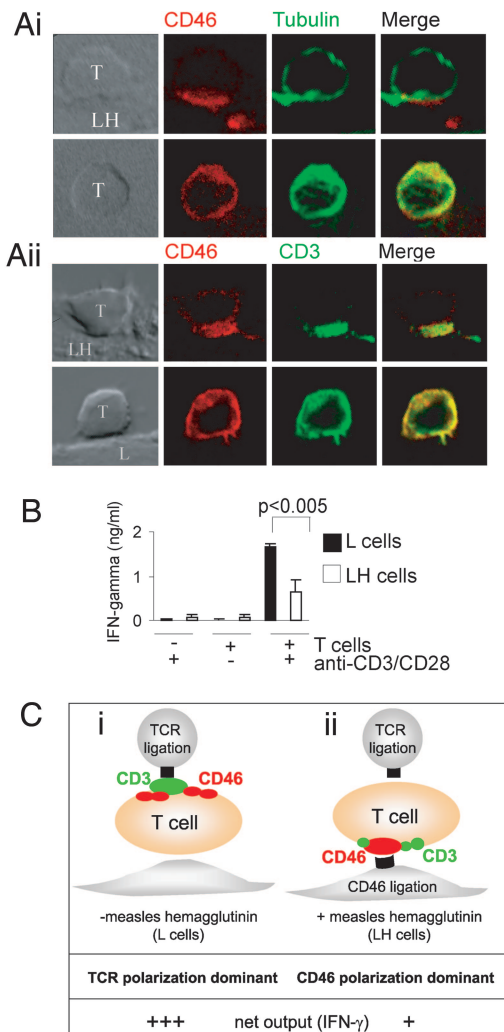 Ai
CD46 Tubulin Merge
T
LH
T
Aii
CD46 CD3 Merge
T
LH
T
L
B
p<0.005
IFN-gamma (ng/ml)
2
1
0
L cells
LH cells
- + + T cells
+ - + anti-CD3/CD28
C
i ii
TCR ligation TCR ligation
CD3 CD46
T cell T cell
CD46 CD3
CD46 ligation
-measles hemagglutinin + measles hemagglutinin
(L cells) (LH cells)
TCR polarization dominant CD46 polarization dominant
+++ net output (IFN-γ) +